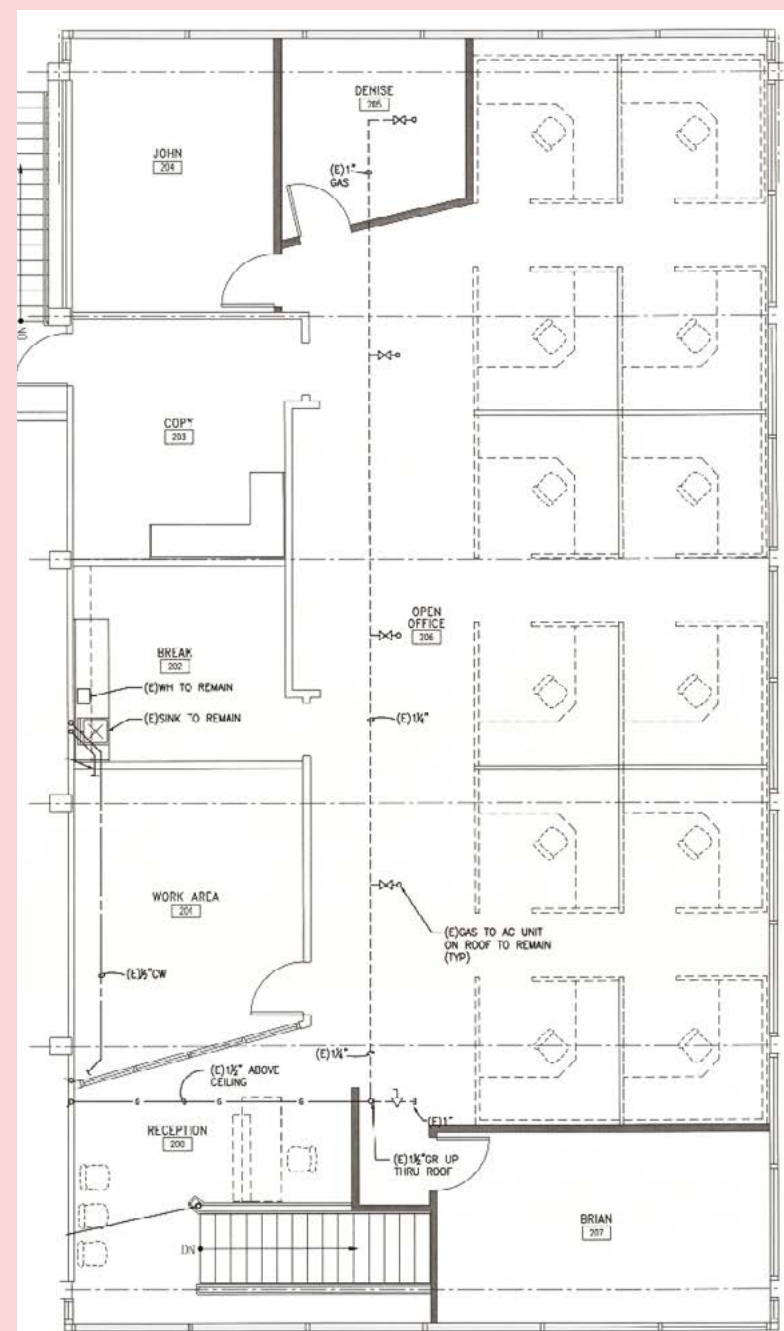 DENISE
205
JOHN
204
(E)1"
GAS
COPY
203
OPEN
OFFICE
206
BREAK
202
(E)WH TO REMAIN
(E)SINK TO REMAIN
(E)1¼"
WORK AREA
201
(E)GAS TO AC UNIT
ON ROOF TO REMAIN
(TYP)
(E)½"CW
(E)1¼"
(E)1½" ABOVE
CEILING
G G G
(E)1"
RECEPTION
200
(E)1½"GR UP
THRU ROOF
BRIAN
207
DN